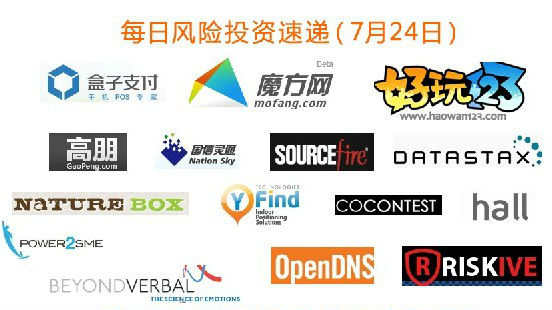 每日风险投资速递(7月24日)
盒子支付
手机POS专家
Beta
魔方网
mofang.com
好玩123
www.haowan123.com
高朋
GaoPeng.com
国信灵通
Nation Sky
SOURCEfire
DATASTAX
NATURE BOX
TECHNOLOGIES
YFind
Indoor
Positioning
Solutions
COCONTEST
hall
POWER2SME
BEYONDVERBAL
THE SCIENCE OF EMOTIONS
OpenDNS
RISKIVE